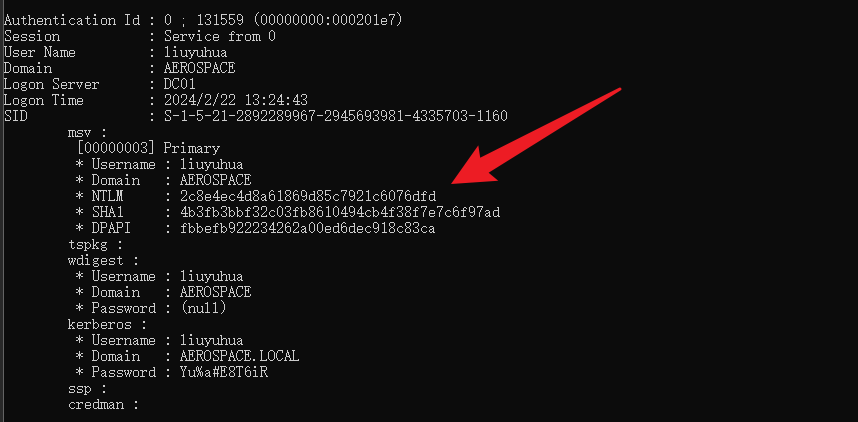 Authentication Id : 0 ; 131559 (00000000:000201e7)
Session           : Service from 0
User Name         : liuyuhua
Domain            : AEROSPACE
Logon Server      : DC01
Logon Time        : 2024/2/22 13:24:43
SID               : S-1-5-21-2892289967-2945693981-4335703-1160
        msv :
         [00000003] Primary
         * Username : liuyuhua
         * Domain   : AEROSPACE
         * NTLM     : 2c8e4ec4d8a61869d85c7921c6076dfd
         * SHA1     : 4b3fb3bbf32c03fb8610494cb4f38f7e7c6f97ad
         * DPAPI    : fbbefb922234262a00ed6dec918c83ca
        tspkg :
        wdigest :
         * Username : liuyuhua
         * Domain   : AEROSPACE
         * Password : (null)
        kerberos :
         * Username : liuyuhua
         * Domain   : AEROSPACE.LOCAL
         * Password : Yu%a#E8T6iR
        ssp :
        credman :